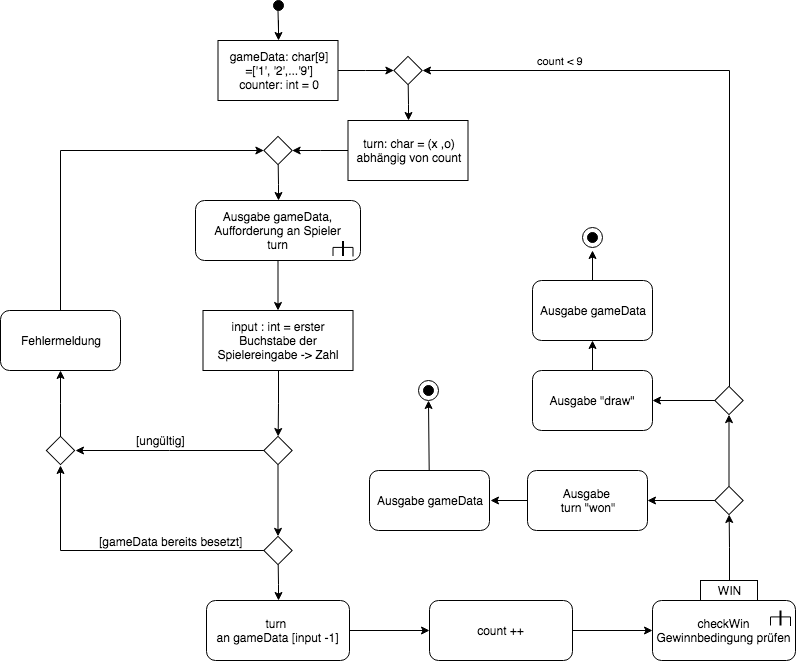 gameData: char[9]
=['1', '2',...'9']
counter: int = 0
count < 9
turn: char = (x ,o)
abhängig von count
Ausgabe gameData,
Aufforderung an Spieler
turn
Fehlermeldung
input : int = erster
Buchstabe der
Spielereingabe -> Zahl
Ausgabe gameData
Ausgabe "draw"
[ungültig]
Ausgabe gameData
Ausgabe
turn "won"
[gameData bereits besetzt]
WIN
turn
an gameData [input -1]
count ++
checkWin
Gewinnbedingung prüfen